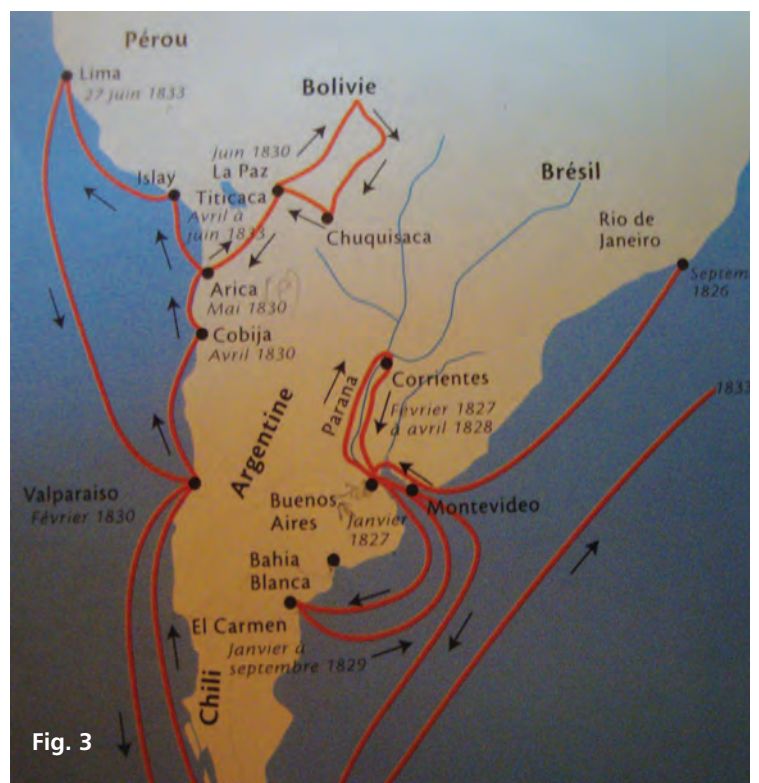 Pérou
Lima
27 juin 1833
Bolivie
Juin 1830
La Paz
Islay
Titicaca
Avril à
juin 1833
Chuquisaca
Brésil
Rio de
Janeiro
Septem
1826
Arica
Mai 1830
Cobija
Avril 1830
Corrientes
Février 1827
à avril 1828
Parana
Argentine
1833
Valparaiso
Février 1830
Buenos
Aires
Janvier
1827
Montevideo
Bahia
Blanca
El Carmen
Janvier à
septembre 1829
Chili
Fig. 3